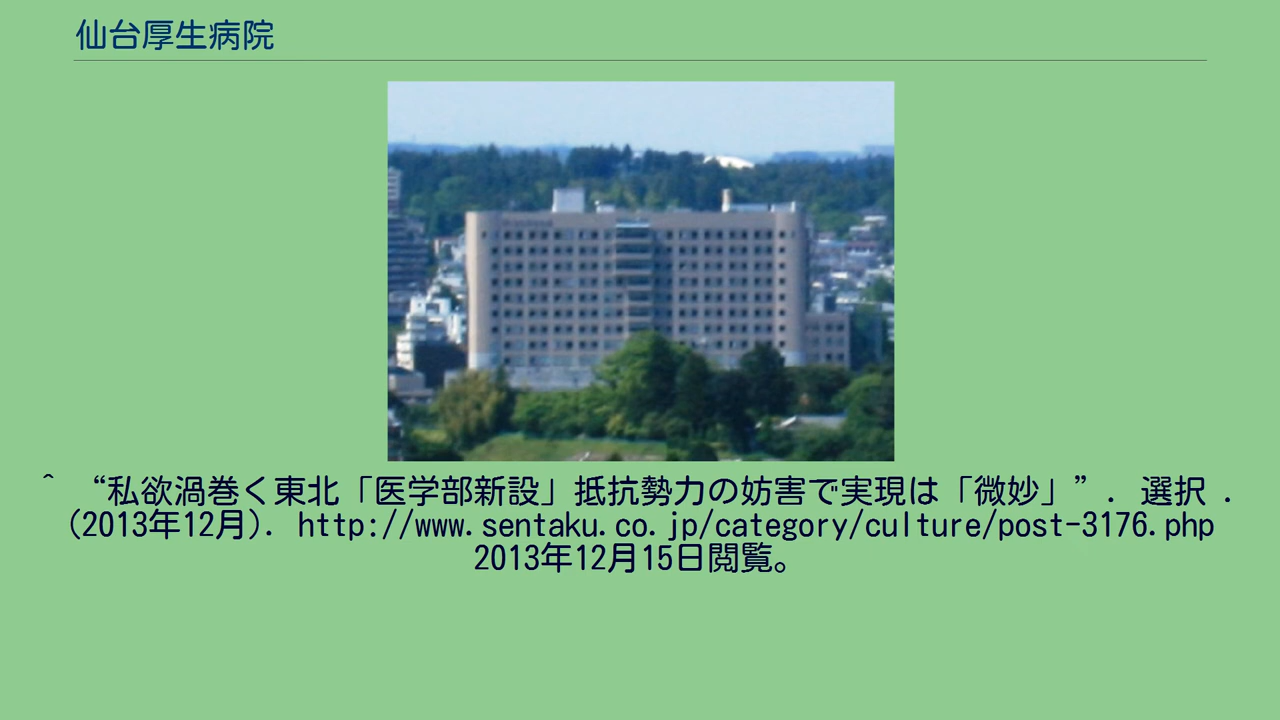 仙台厚生病院
^ “私欲渦巻く東北「医学部新設」抵抗勢力の妨害で実現は「微妙」”. 選択 .
(2013年12月). http://www.sentaku.co.jp/category/culture/post-3176.php
2013年12月15日閲覧。